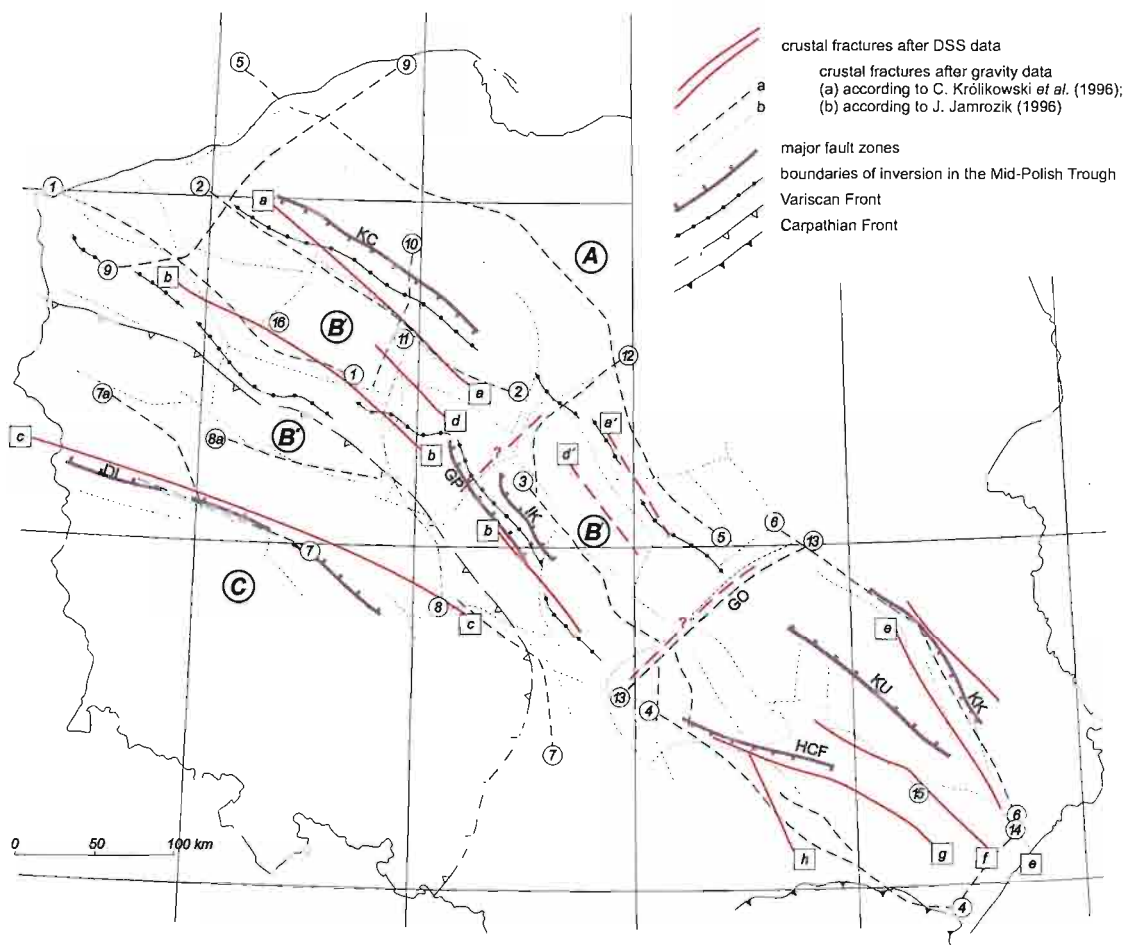 crustal fractures after DSS data
crustal fractures after gravity data
a
(a) according to C. Królikowski et al. (1996);
b
(b) according to J. Jamrozik (1996)
major fault zones
boundaries of inversion in the Mid-Polish Trough
Variscan Front
Carpathian Front
5
9
1
2
a
KC
10
A
9
b
16
B'
11
12
1
a
2
7a
d
a'
c
8a
B"
b
?
d'
DL
GP
3
IK
b
B'
5
6
13
7
C
8
c
GO
?
e
13
4
KU
KK
7
HCF
15
6
14
0 50 100 km
h
g
f
e
4